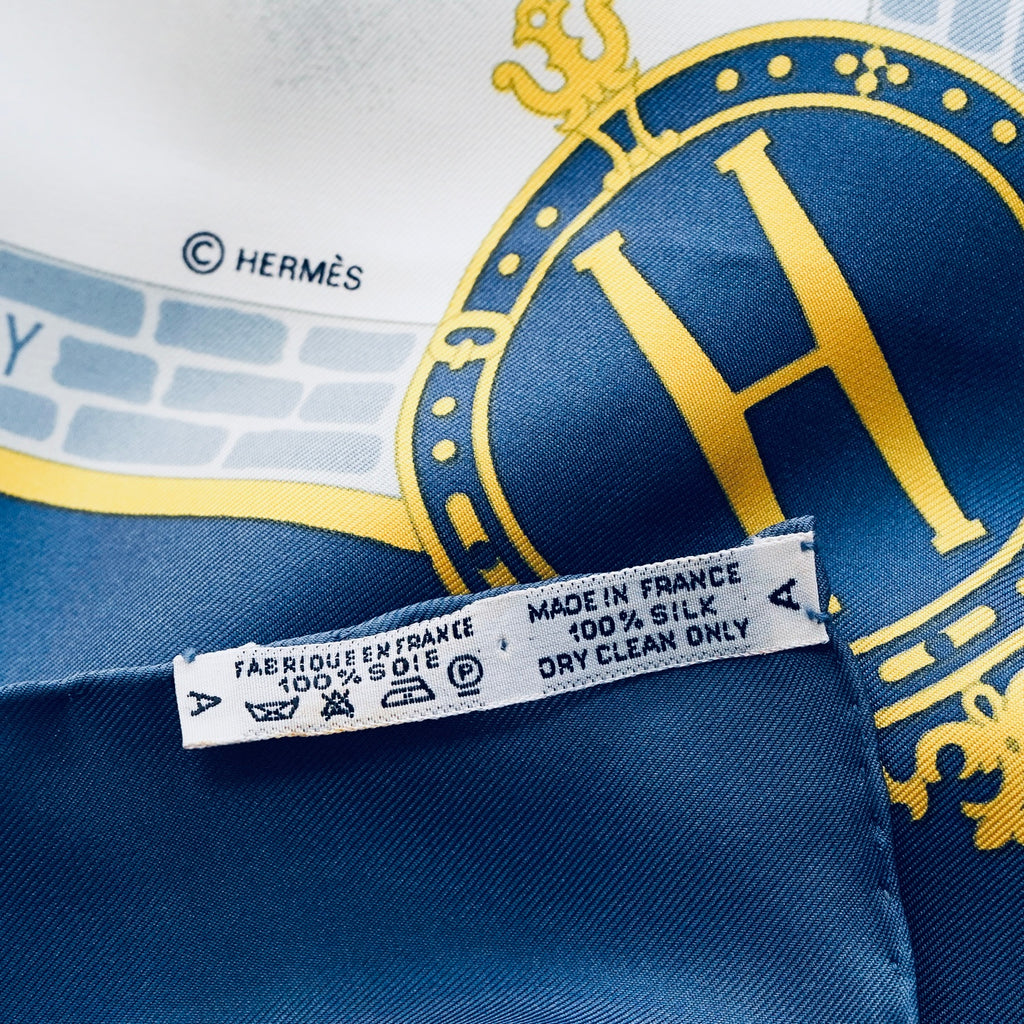 © HERMÈS
Y
H
A
FABRIQUE EN FRANCE
100% SOIE
MADE IN FRANCE
100% SILK
DRY CLEAN ONLY
A
P